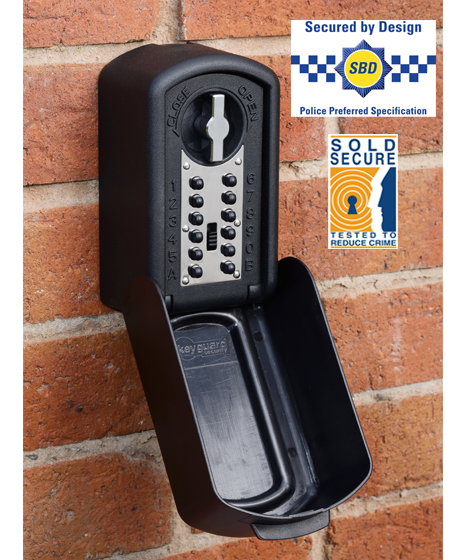 Secured by Design
SBD
Police Preferred Specification
SOLD
SECURE
TESTED TO
REDUCE CRIME
CLOSE OPEN
1 6
2 7
3 8
4 9
5 0
A B
keyguard